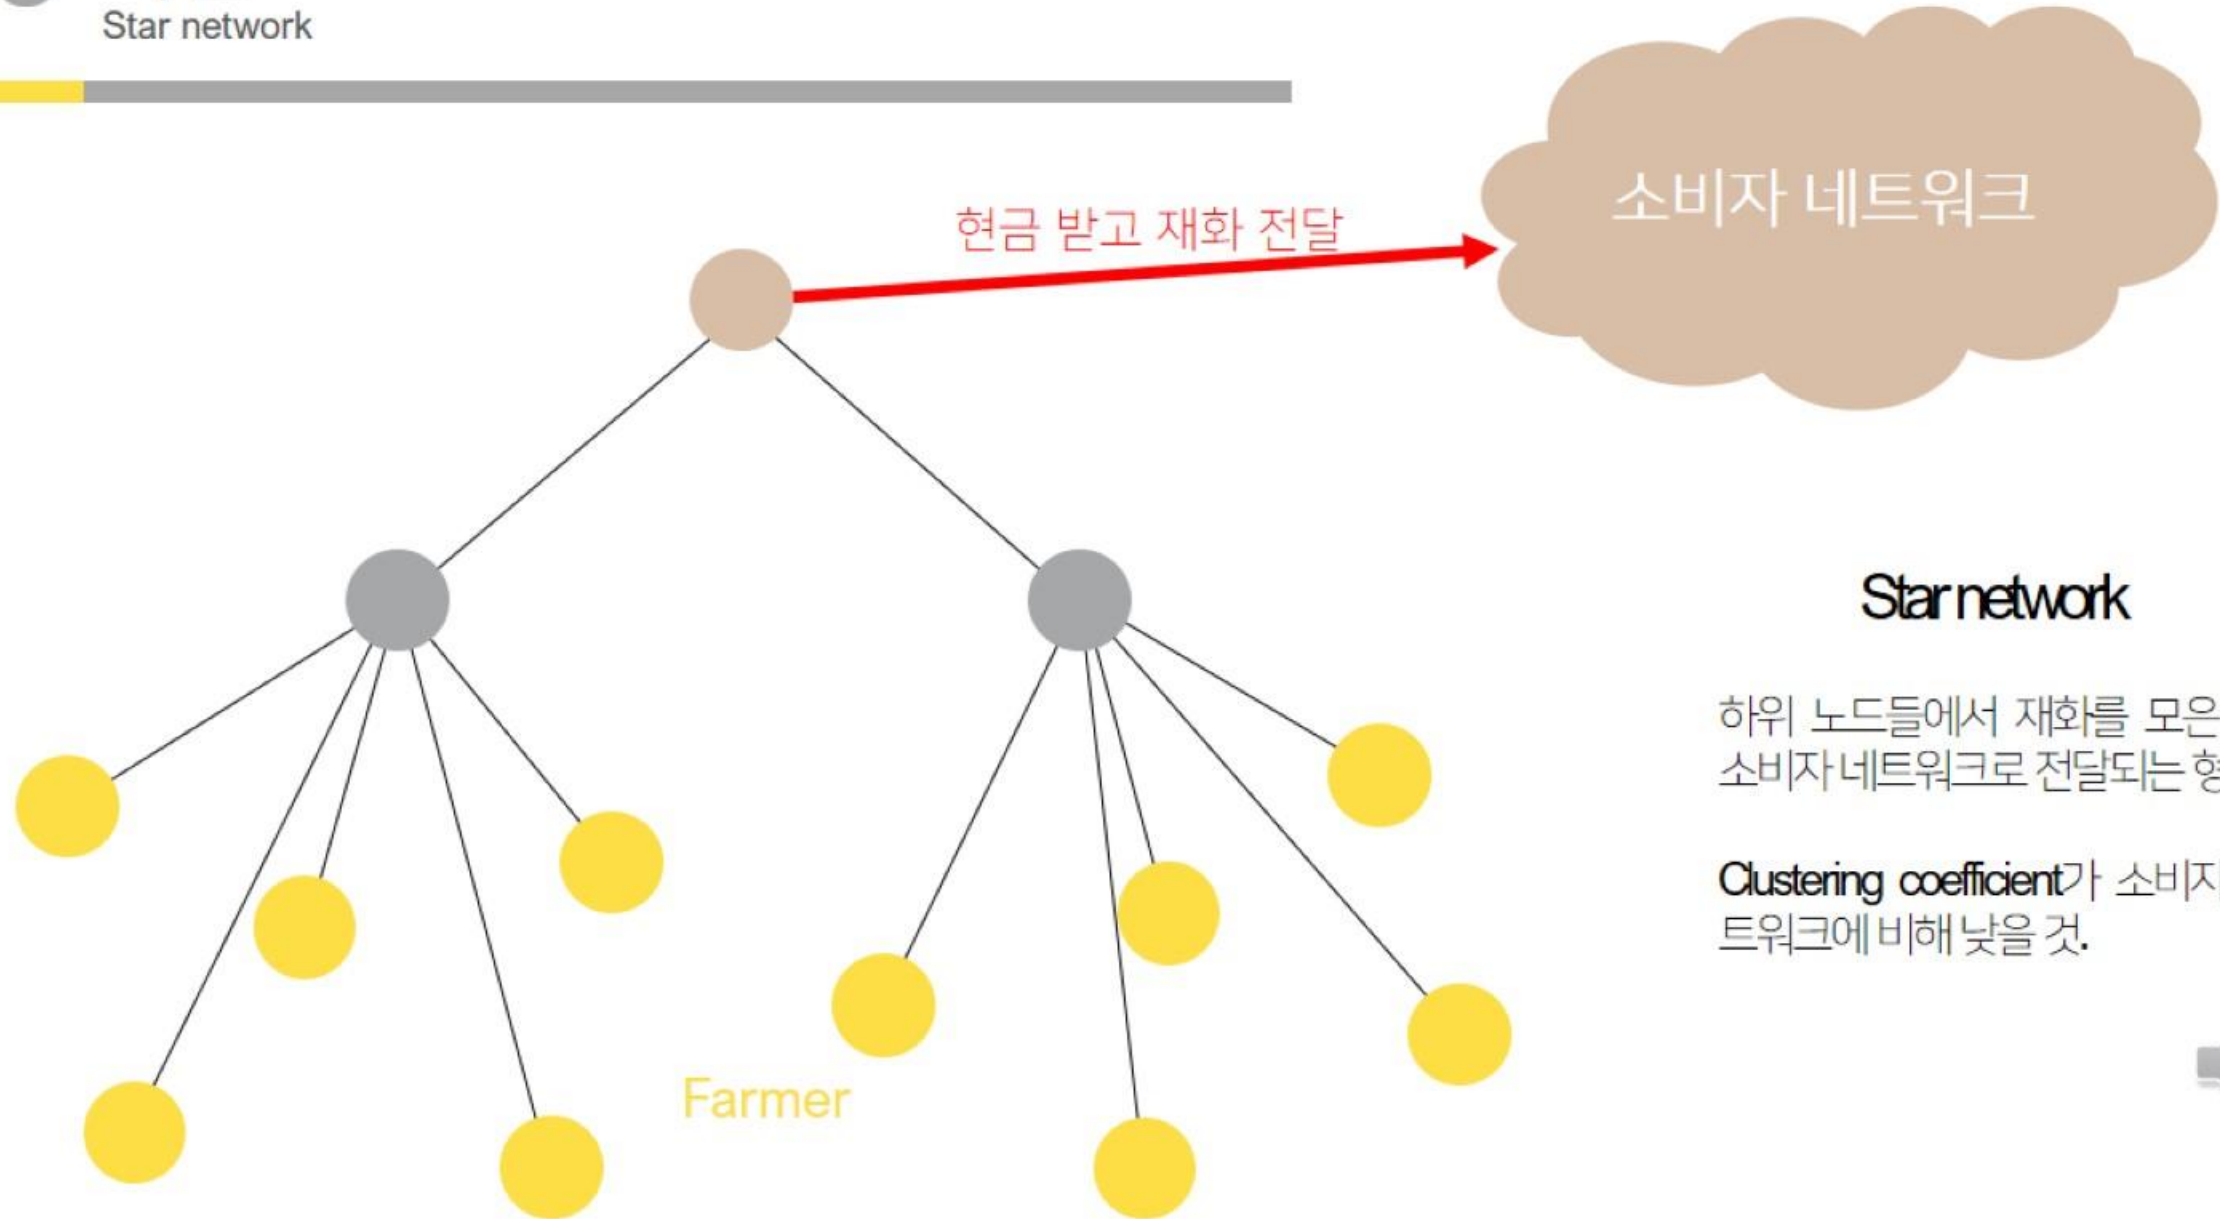 Star network
소비자 네트워크
현금 받고 재화 전달
Star network
하위 노드들에서 재화를 모은
소비자 네트워크로 전달되는
Clustering coefficient가 소비자
트워크에 비해 낮을 것.
Farmer